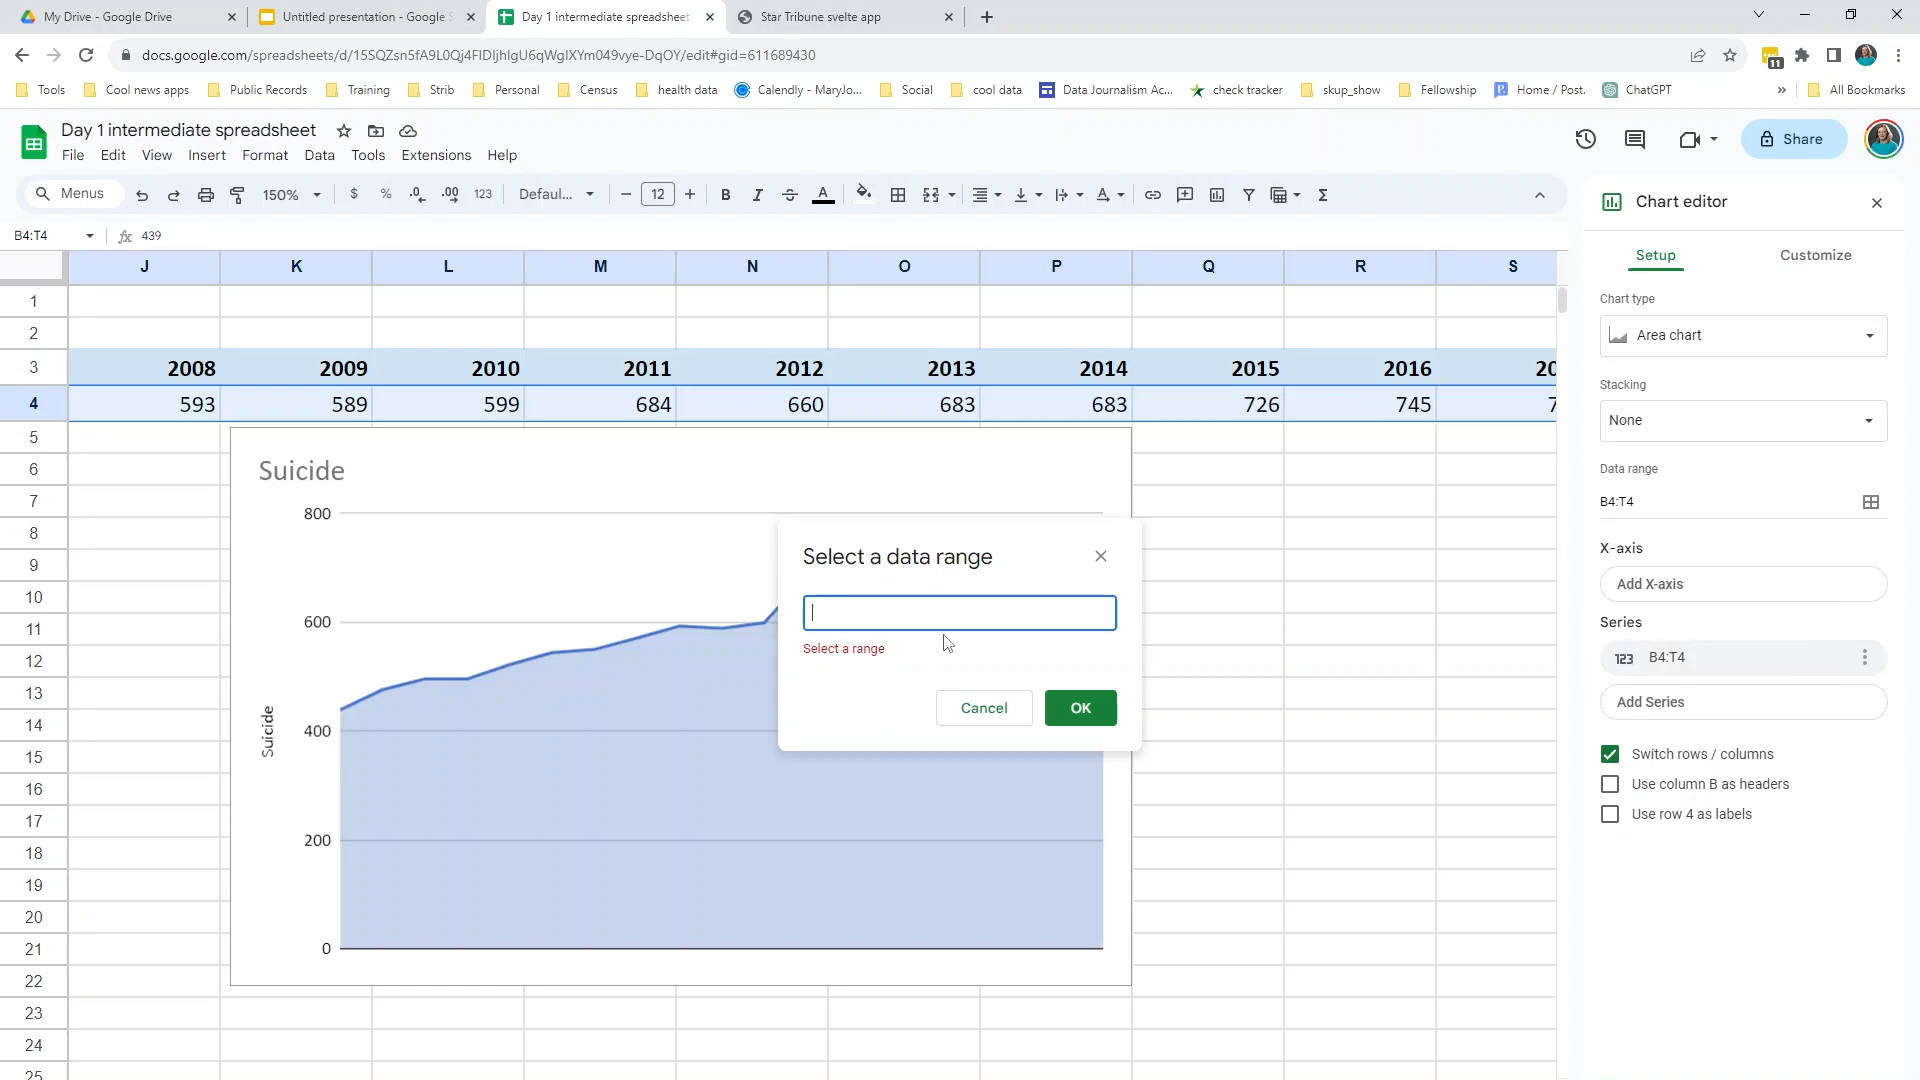 My Drive - Google Drive
Untitled presentation - Google S
Day 1 intermediate spreadsheet
Star Tribune svelte app
docs.google.com/spreadsheets/d/15SQZsn5fA9L0Qj4FIDIjhIgU6qWgIXYm049vye-DqOY/edit#gid=611689430
11
Tools
Cool news apps
Public Records
Training
Strib
Personal
Census
health data
Calendly - MaryJo...
Social
cool data
Data Journalism Ac...
check tracker
skup_show
Fellowship
Home / Post.
ChatGPT
»
All Bookmarks
Day 1 intermediate spreadsheet
File Edit View Insert Format Data Tools Extensions Help
Share
Menus
150%
$ % .0 .00 123
Defaul...
12
B I A
Σ
B4:T4
fx 439
J K L M N O P Q R S
1
2
3 2008 2009 2010 2011 2012 2013 2014 2015 2016 20
4 593 589 599 684 660 683 683 726 745 7
5
6
7
8
9
10
11
12
13
14
15
16
17
18
19
20
21
22
23
24
25
Suicide
800
600
400
200
0
Suicide
Select a data range
Select a range
Cancel
OK
Chart editor
Setup
Customize
Chart type
Area chart
Stacking
None
Data range
B4:T4
X-axis
Add X-axis
Series
123 B4:T4
Add Series
Switch rows / columns
Use column B as headers
Use row 4 as labels